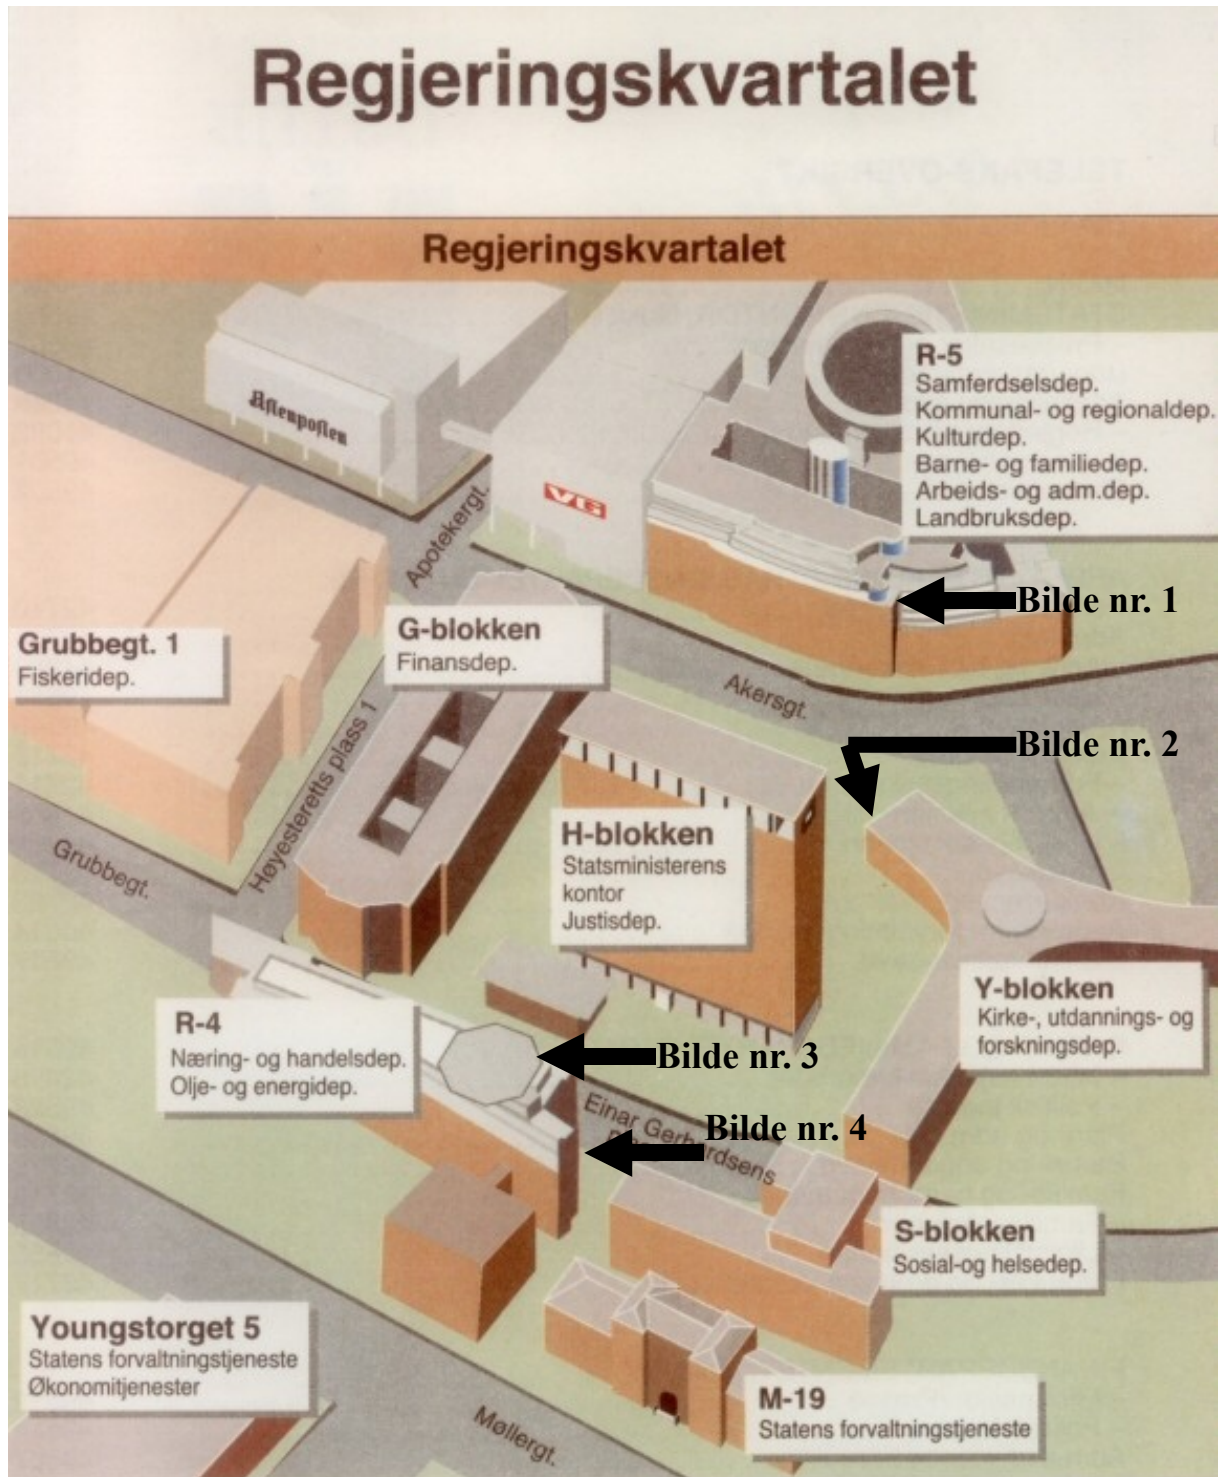 Regjeringskvartalet
Regjeringskvartalet
Aftenposten
VG
R-5
Samferdselsdep.
Kommunal- og regionaldep.
Kulturdep.
Barne- og familiedep.
Arbeids- og adm.dep.
Landbruksdep.
Apotekergt.
Bilde nr. 1
Grubbegt. 1
Fiskeridep.
G-blokken
Finansdep.
Akersgt.
Bilde nr. 2
Høyesteretts plass 1
Grubbegt.
H-blokken
Statsministerens
kontor
Justisdep.
Y-blokken
Kirke-, utdannings- og
forskningsdep.
R-4
Næring- og handelsdep.
Olje- og energidep.
Bilde nr. 3
Einar Gerhardsens
Bilde nr. 4
S-blokken
Sosial-og helsedep.
Youngstorget 5
Statens forvaltningstjeneste
Økonomitjenester
M-19
Statens forvaltningstjeneste
Møllergt.